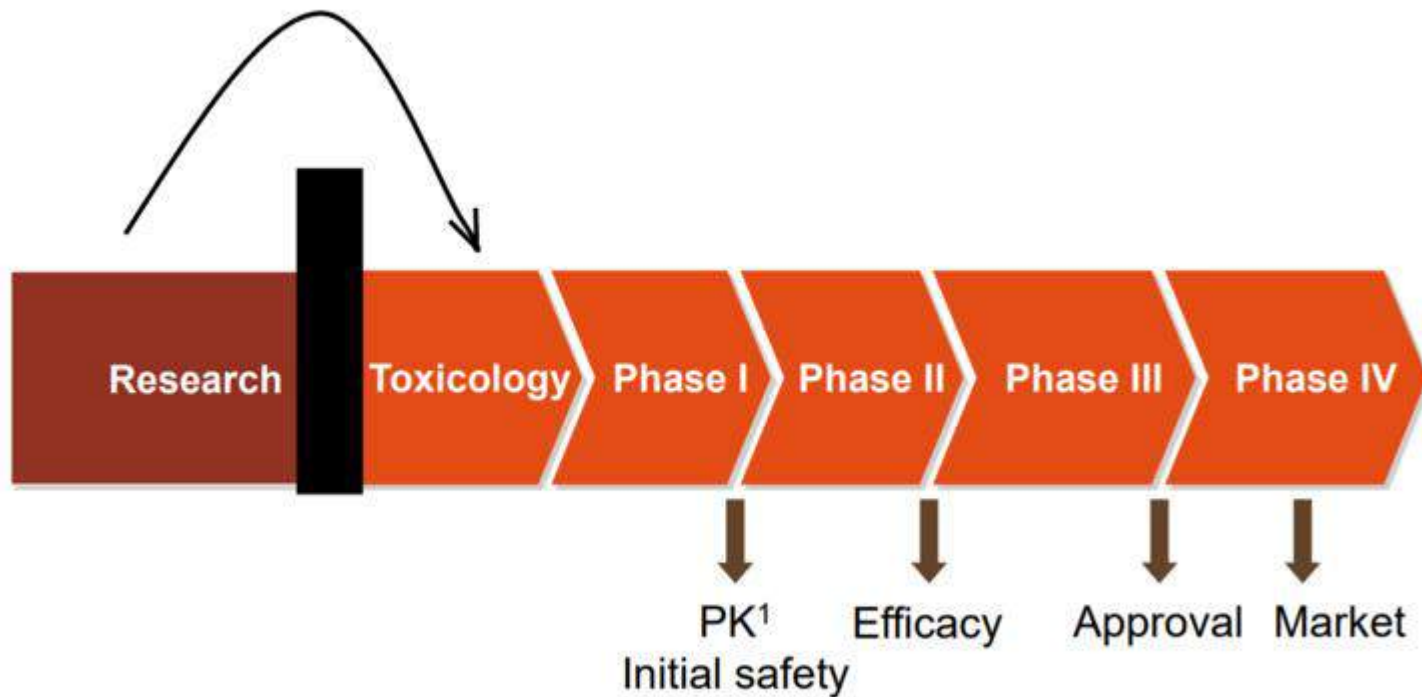 Research
Toxicology
Phase I
Phase II
Phase III
Phase IV
PK¹
Initial safety
Efficacy
Approval
Market